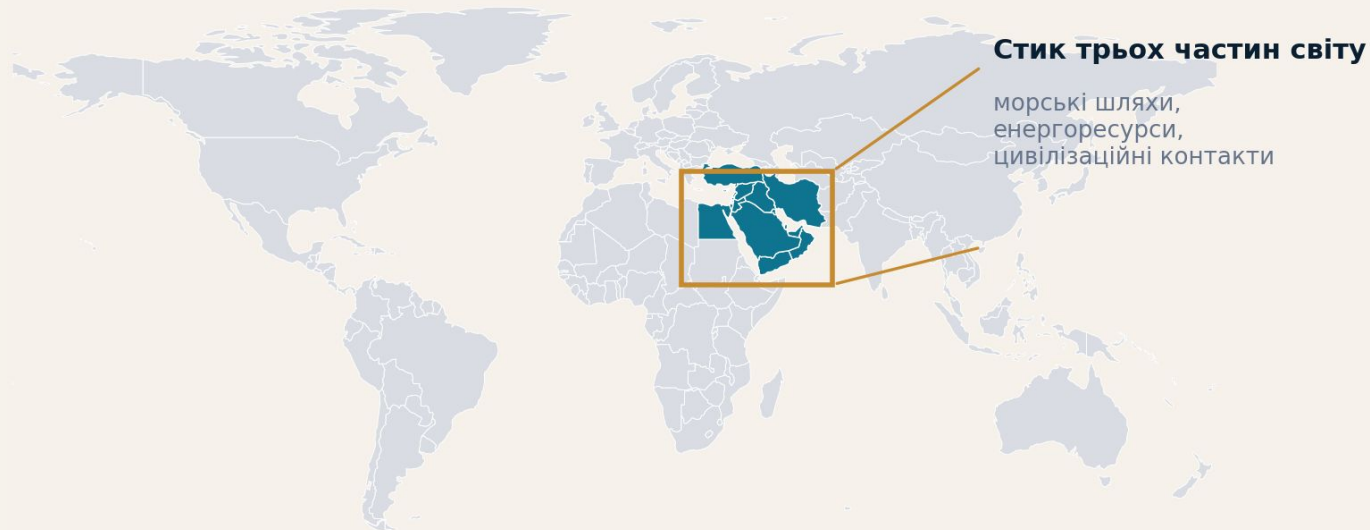 Стик трьох частин світу
морські шляхи,
енергоресурси,
цивілізаційні контакти